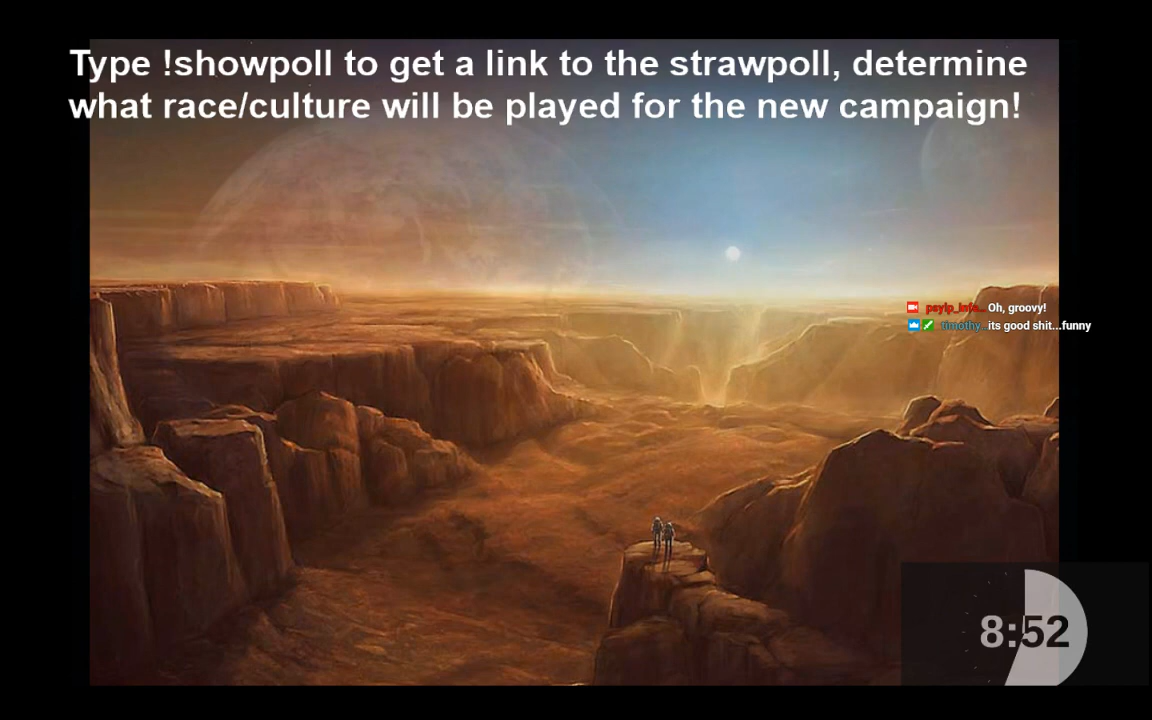 Type !showpoll to get a link to the strawpoll, determine
what race/culture will be played for the new campaign!
Oh, groovy!
its good shit...funny
8:52